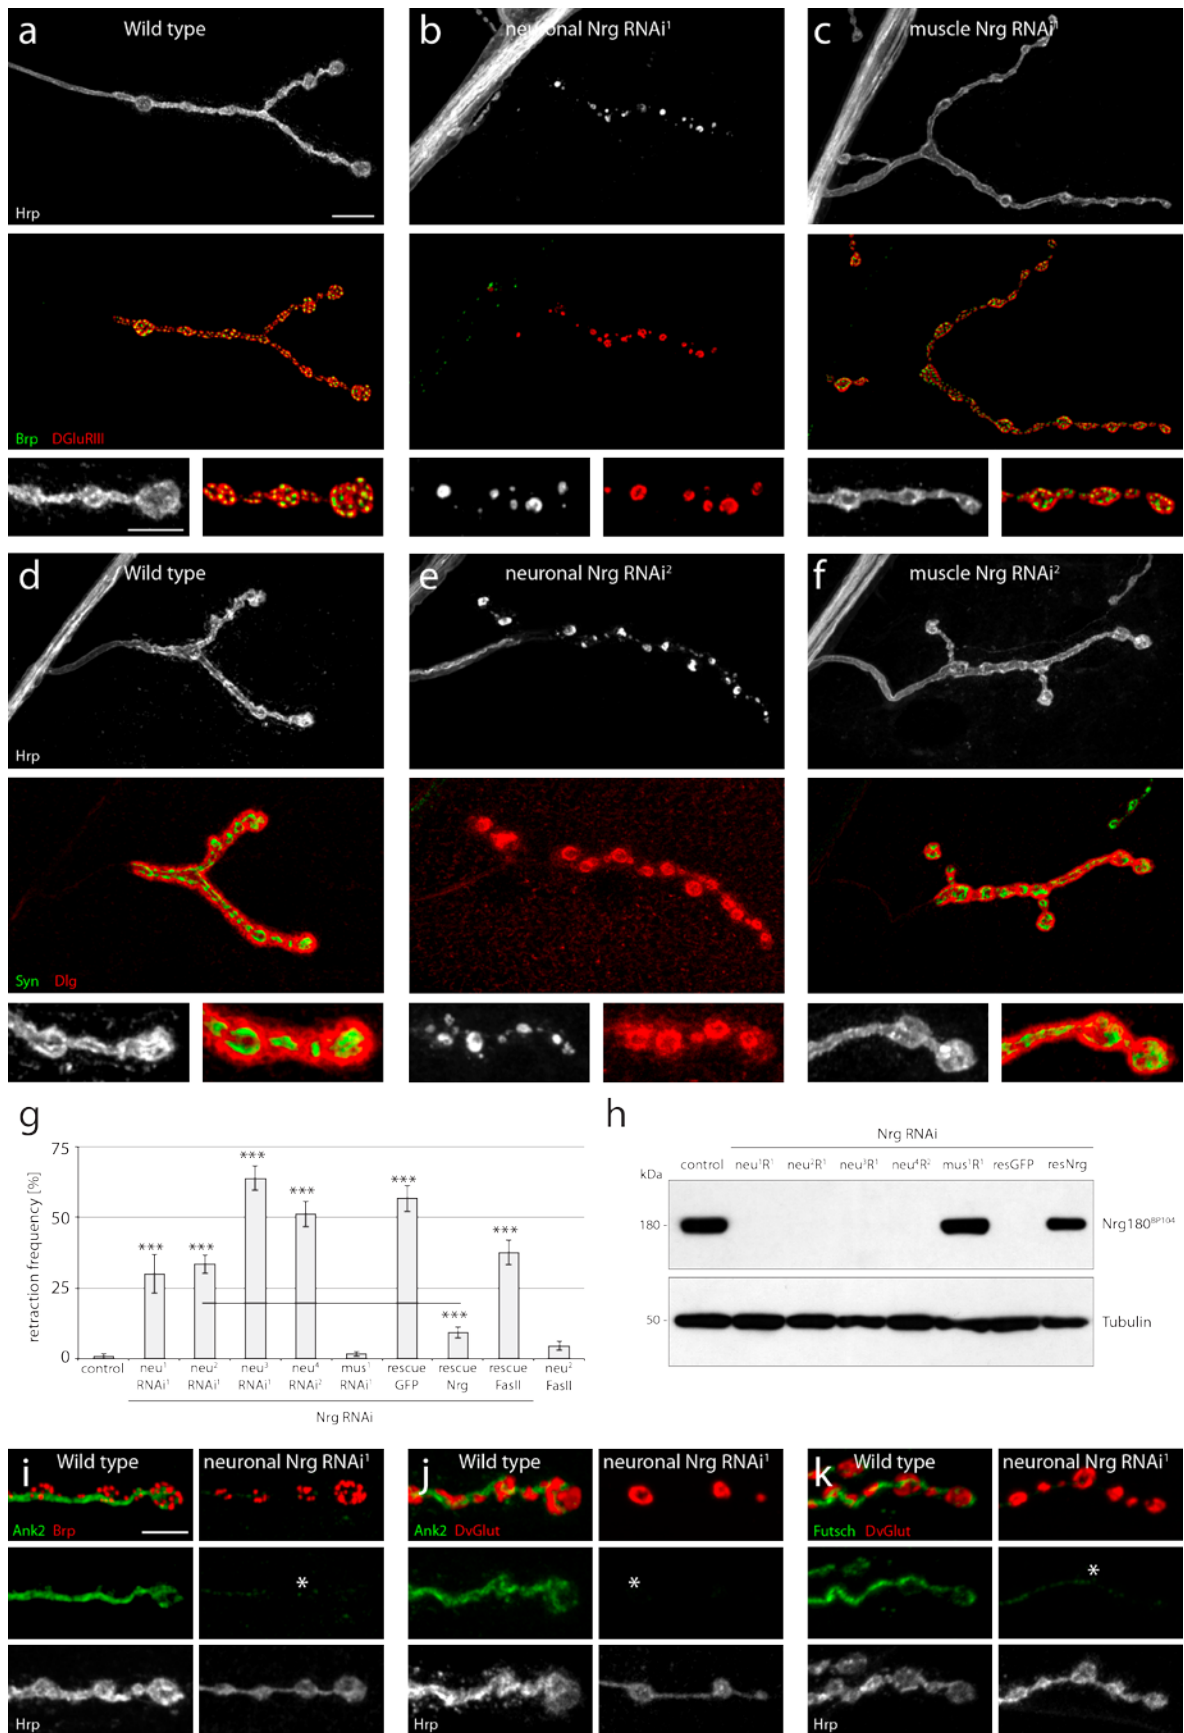 a Wild type
b neuronal Nrg RNAi¹
c muscle Nrg RNAi¹
Hrp
Brp DGluRIII
d Wild type
e neuronal Nrg RNAi²
f muscle Nrg RNAi²
Hrp
Syn Dlg
g
retraction frequency [%]
75
50
25
0
***
***
***
***
***
***
***
control
neu¹ RNAi¹
neu² RNAi¹
neu³ RNAi¹
neu⁴ RNAi²
mus¹ RNAi¹
rescue GFP
rescue Nrg
rescue FasII
neu² FasII
Nrg RNAi
h
Nrg RNAi
kDa
control neu¹R¹ neu²R¹ neu³R¹ neu⁴R² mus¹R¹ resGFP resNrg
180 - Nrg180ᴮᴾ¹⁰⁴
50 - Tubulin
i Wild type neuronal Nrg RNAi¹
Ank2 Brp
*
Hrp
j Wild type neuronal Nrg RNAi¹
Ank2 DvGlut
*
Hrp
k Wild type neuronal Nrg RNAi¹
Futsch DvGlut
*
Hrp